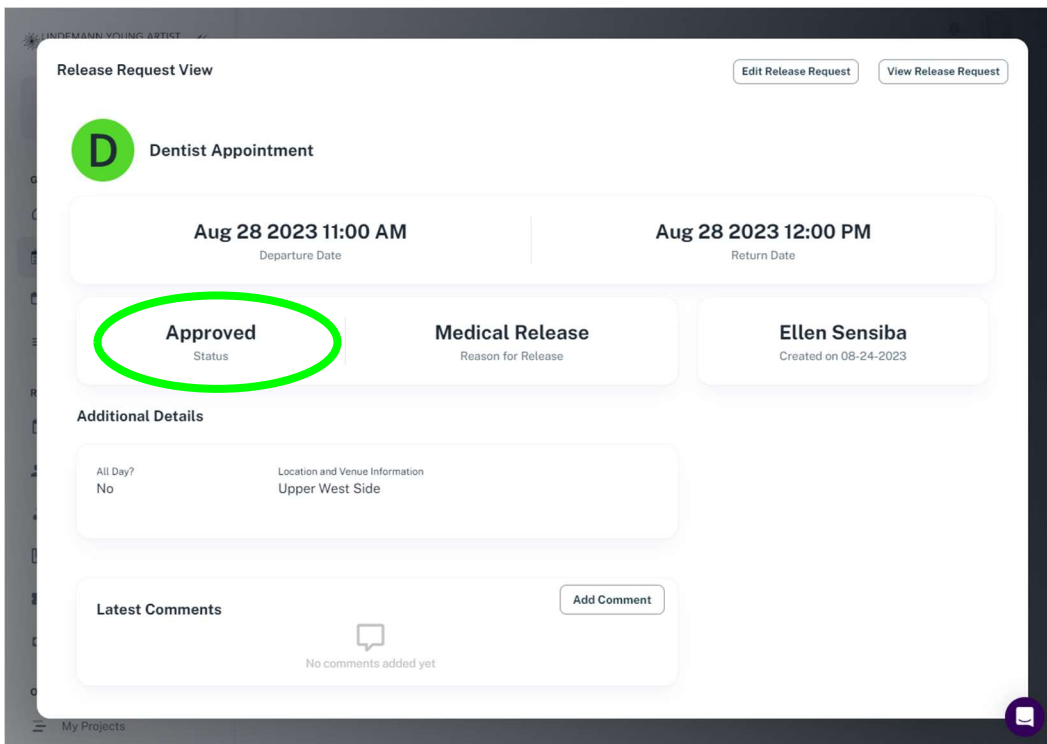 LINDEMANN YOUNG ARTIST
Release Request View
Edit Release Request
View Release Request
D
Dentist Appointment
Aug 28 2023 11:00 AM
Departure Date
Aug 28 2023 12:00 PM
Return Date
Approved
Status
Medical Release
Reason for Release
Ellen Sensiba
Created on 08-24-2023
Additional Details
All Day?
No
Location and Venue Information
Upper West Side
Latest Comments
Add Comment
No comments added yet
My Projects